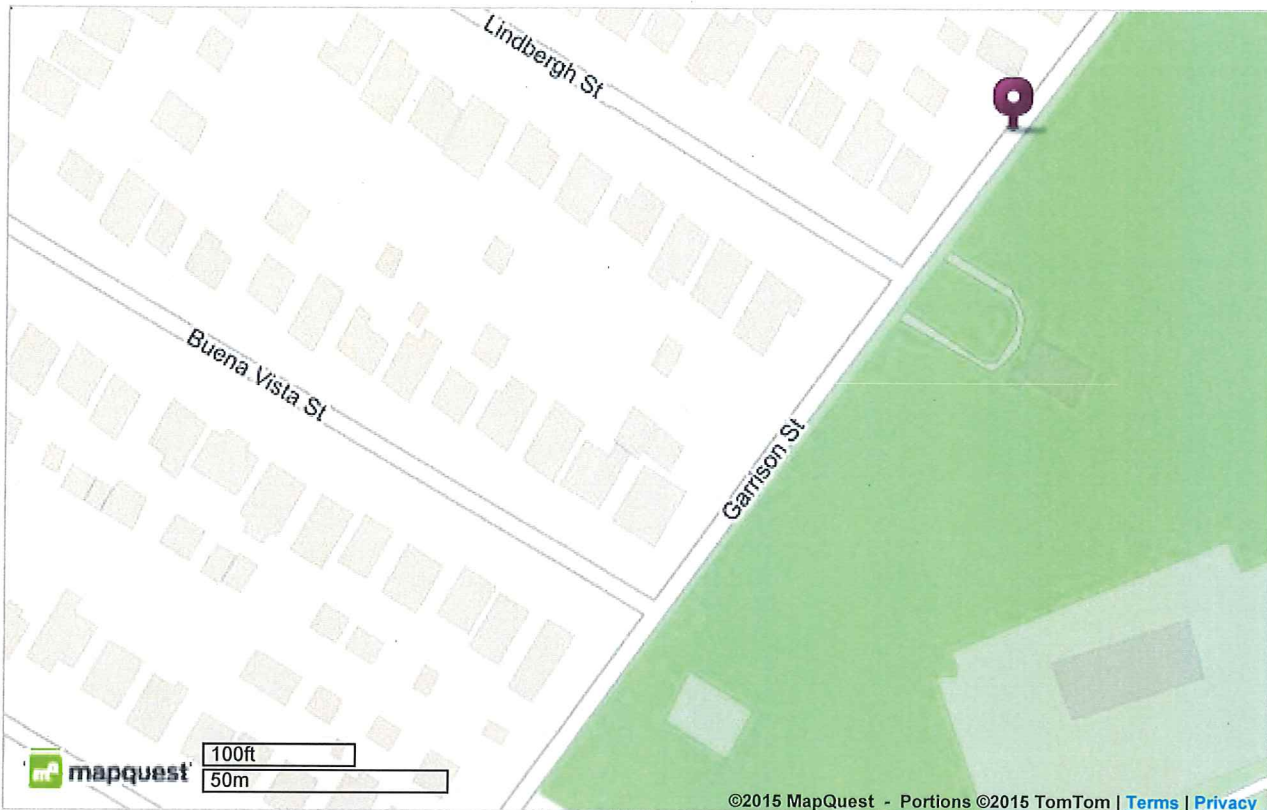 Lindbergh St
Buena Vista St
Garrison St
mapquest
100ft
50m
©2015 MapQuest - Portions ©2015 TomTom | Terms | Privacy